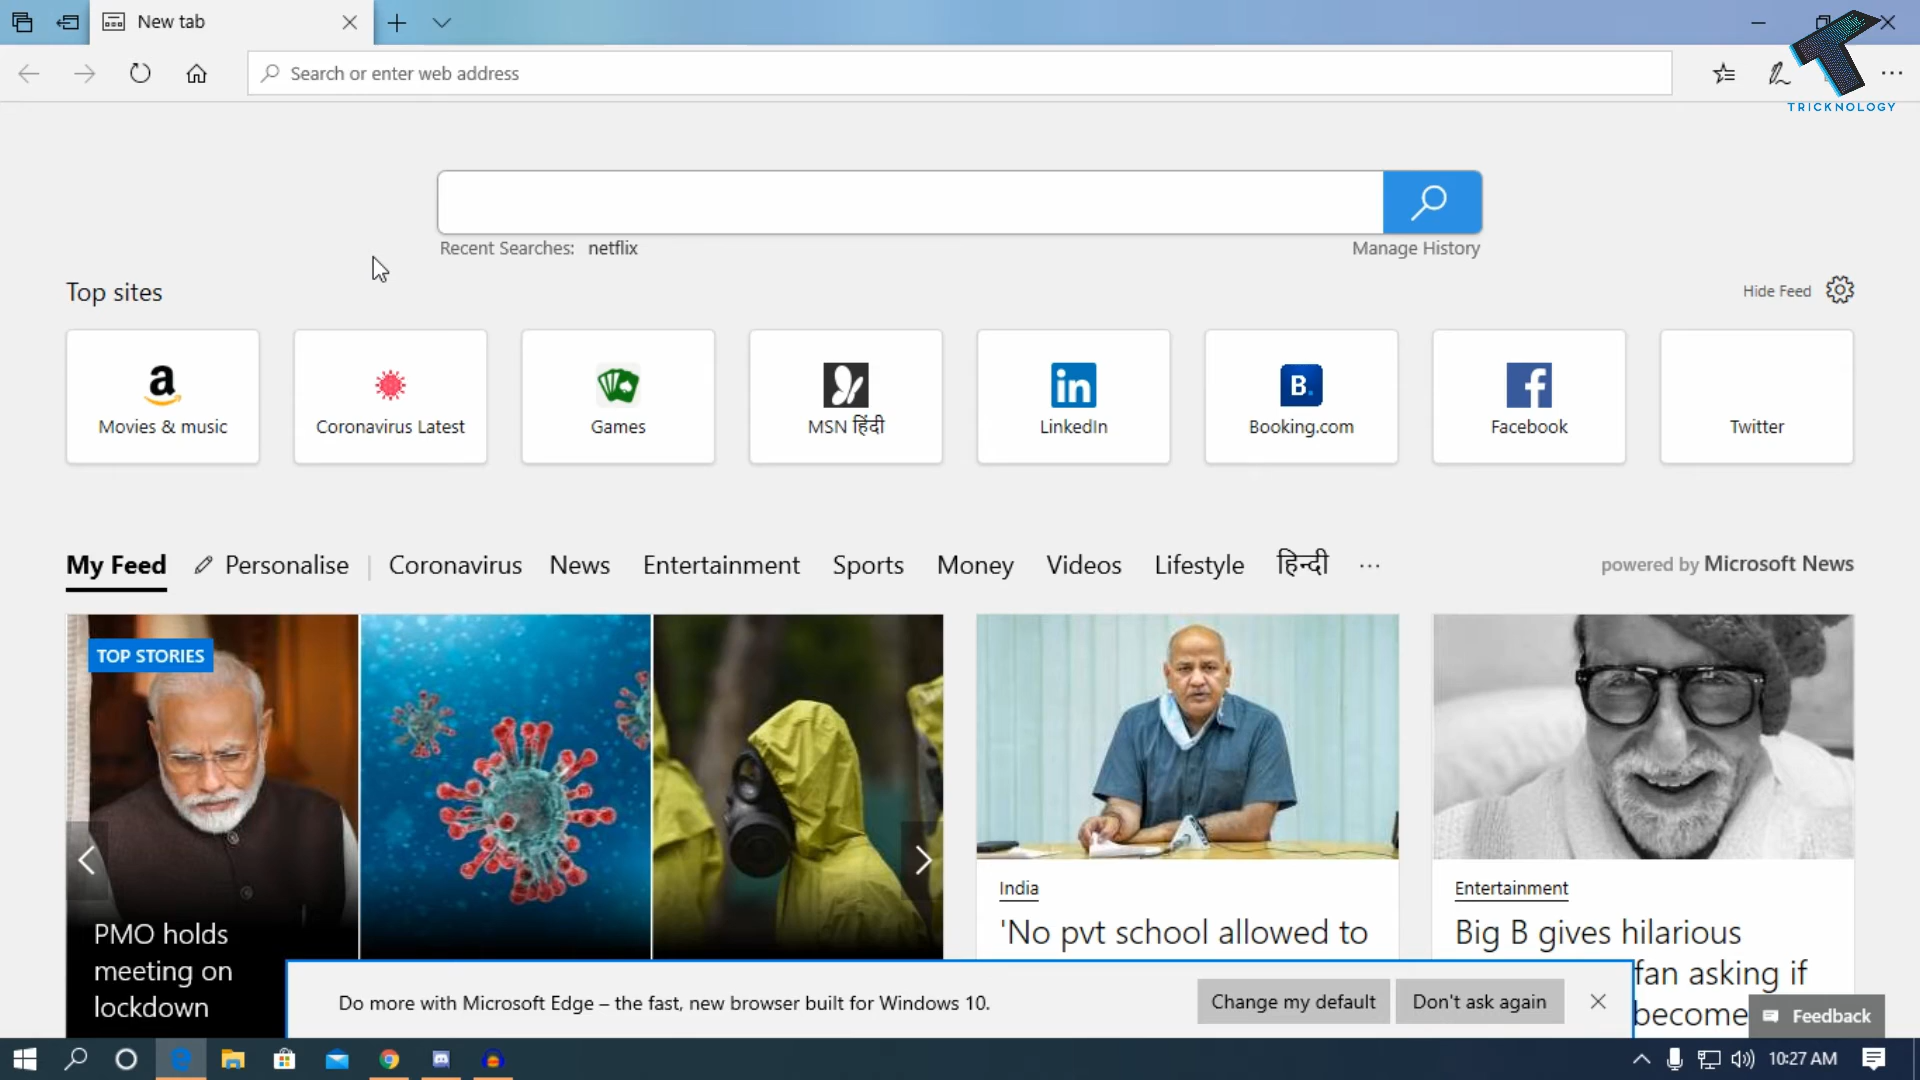 New tab
Search or enter web address
TRICKNOLOGY
Recent Searches: netflix
Manage History
Top sites
Hide Feed
a
Movies & music
Coronavirus Latest
Games
MSN हिंदी
in
LinkedIn
B.
Booking.com
f
Facebook
Twitter
My Feed
Personalise
Coronavirus
News
Entertainment
Sports
Money
Videos
Lifestyle
हिन्दी
powered by Microsoft News
TOP STORIES
PMO holds
meeting on
lockdown
India
'No pvt school allowed to
Entertainment
Big B gives hilarious
fan asking if
become
Do more with Microsoft Edge – the fast, new browser built for Windows 10.
Change my default
Don't ask again
Feedback
10:27 AM